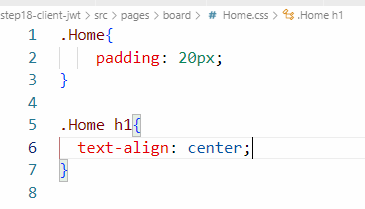 step18-client-jwt > src > pages > board > # Home.css > .Home h1
1 .Home{
2     padding: 20px;
3 }
4
5 .Home h1{
6   text-align: center;
7 }
8